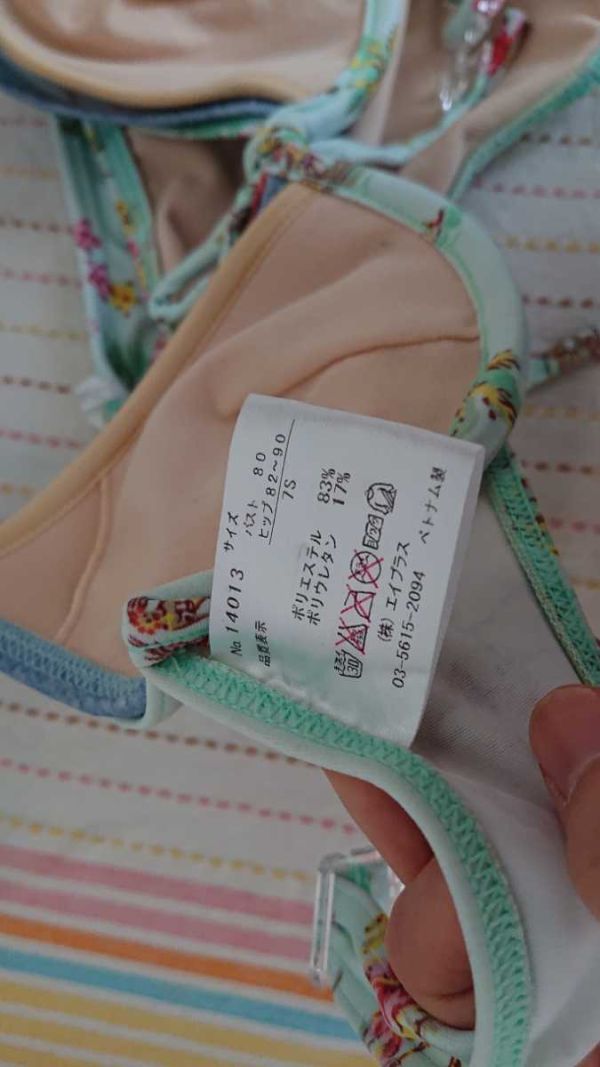 No.14013
品質表示
サイズ
バスト 80
ヒップ 82～90
7S
ポリエステル 83%
ポリウレタン 17%
(株) エイプラス
03-5615-2094 ベトナム製